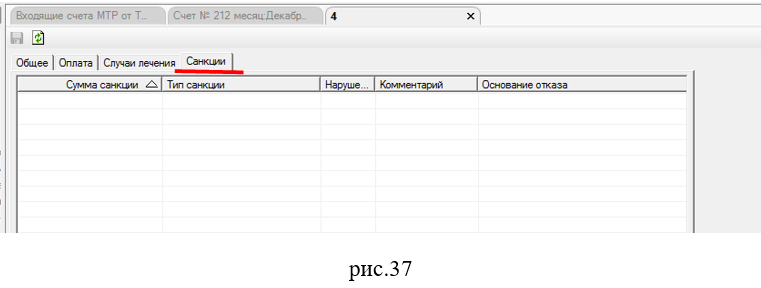 Входящие счета МТР от Т... Счет № 212 месяц:Декабр... 4
Общее Оплата Случаи лечения Санкции
Сумма санкции Тип санкции Наруше... Комментарий Основание отказа
рис.37